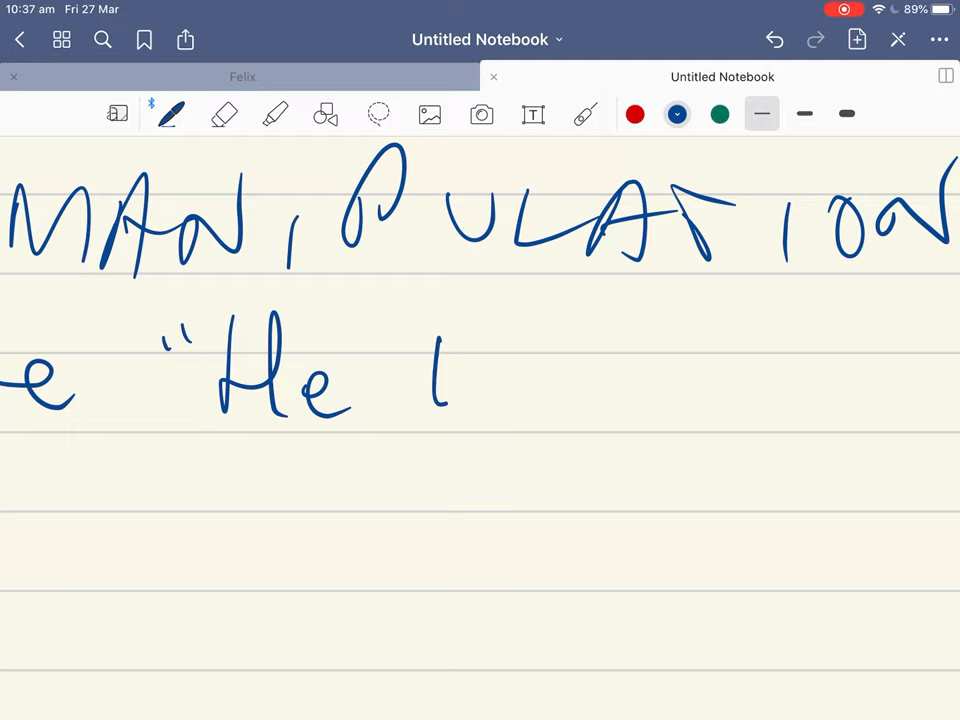 10:37 am Fri 27 Mar 89%
Untitled Notebook
Felix Untitled Notebook
MANIPULATION
e "He l